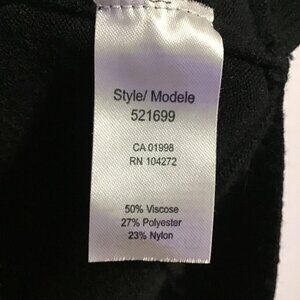 Style/ Modele
521699
CA 01998
RN 104272
50% Viscose
27% Polyester
23% Nylon